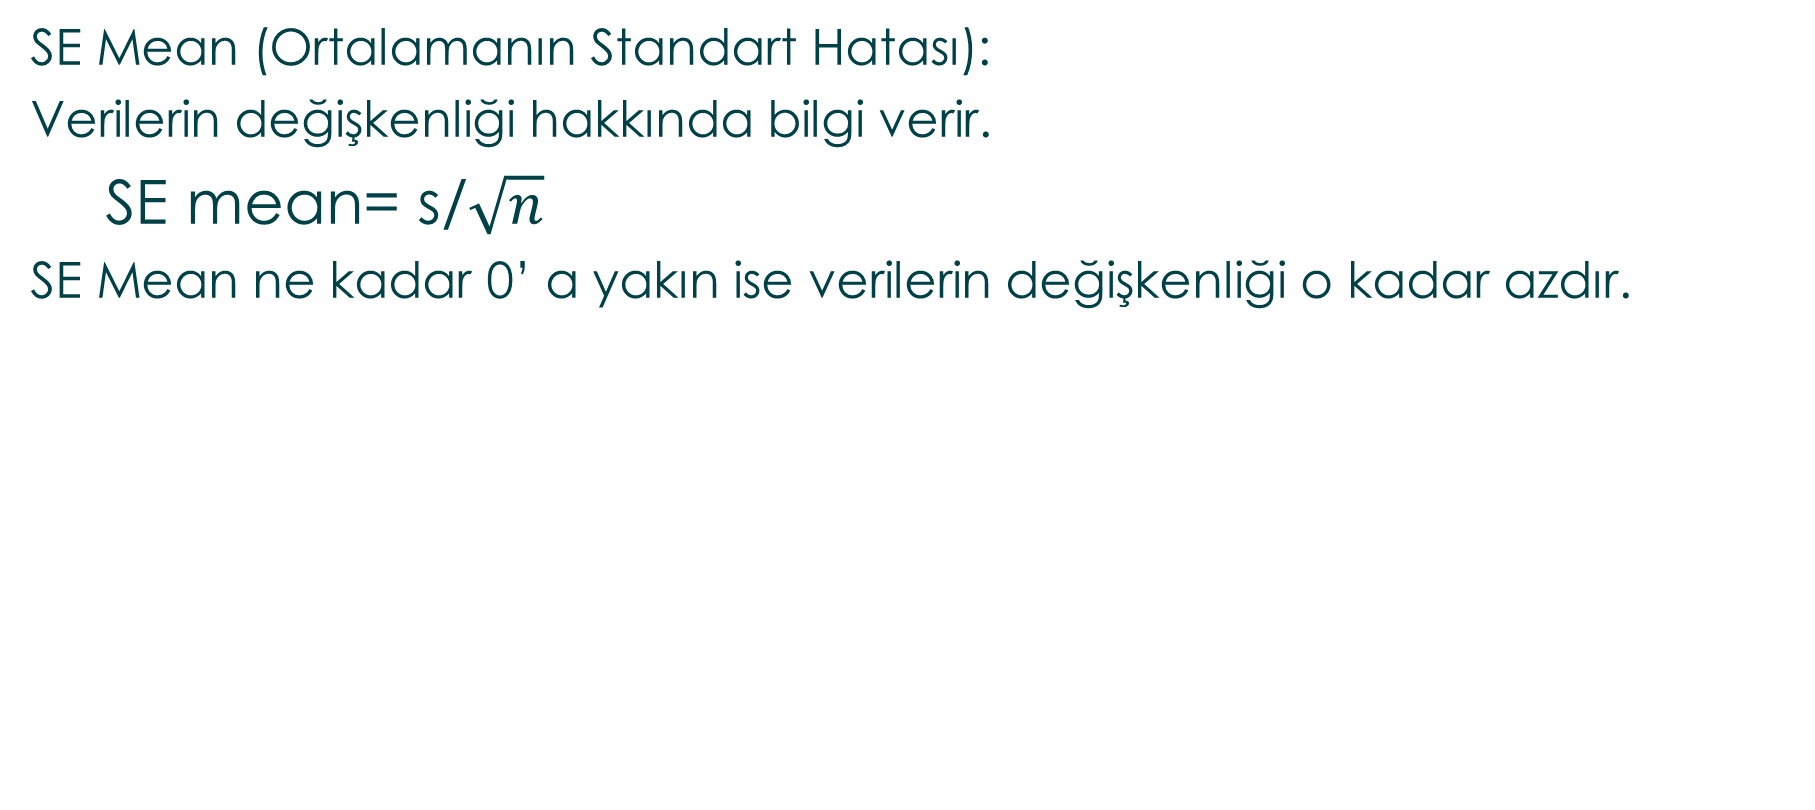 SE Mean (Ortalamanın Standart Hatası):
Verilerin değişkenliği hakkında bilgi verir.
SE mean= s/√n
SE Mean ne kadar 0’ a yakın ise verilerin değişkenliği o kadar azdır.